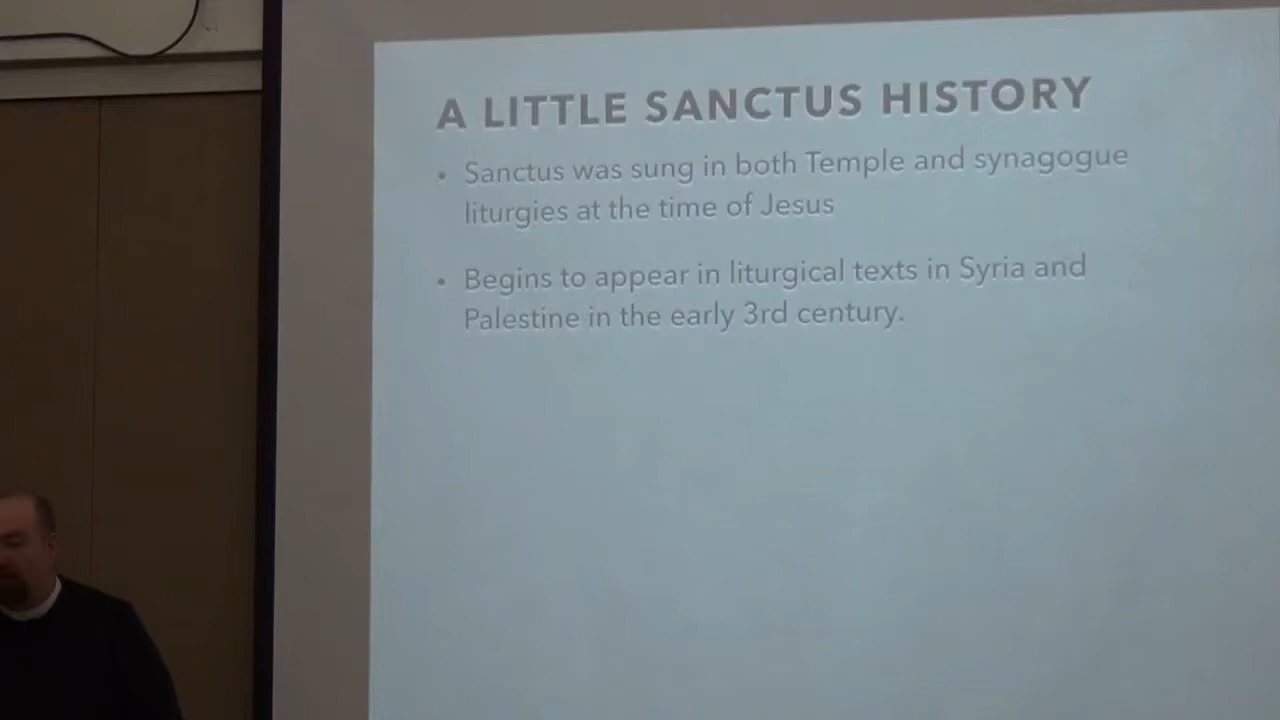 A LITTLE SANCTUS HISTORY
• Sanctus was sung in both Temple and synagogue
liturgies at the time of Jesus
• Begins to appear in liturgical texts in Syria and
Palestine in the early 3rd century.